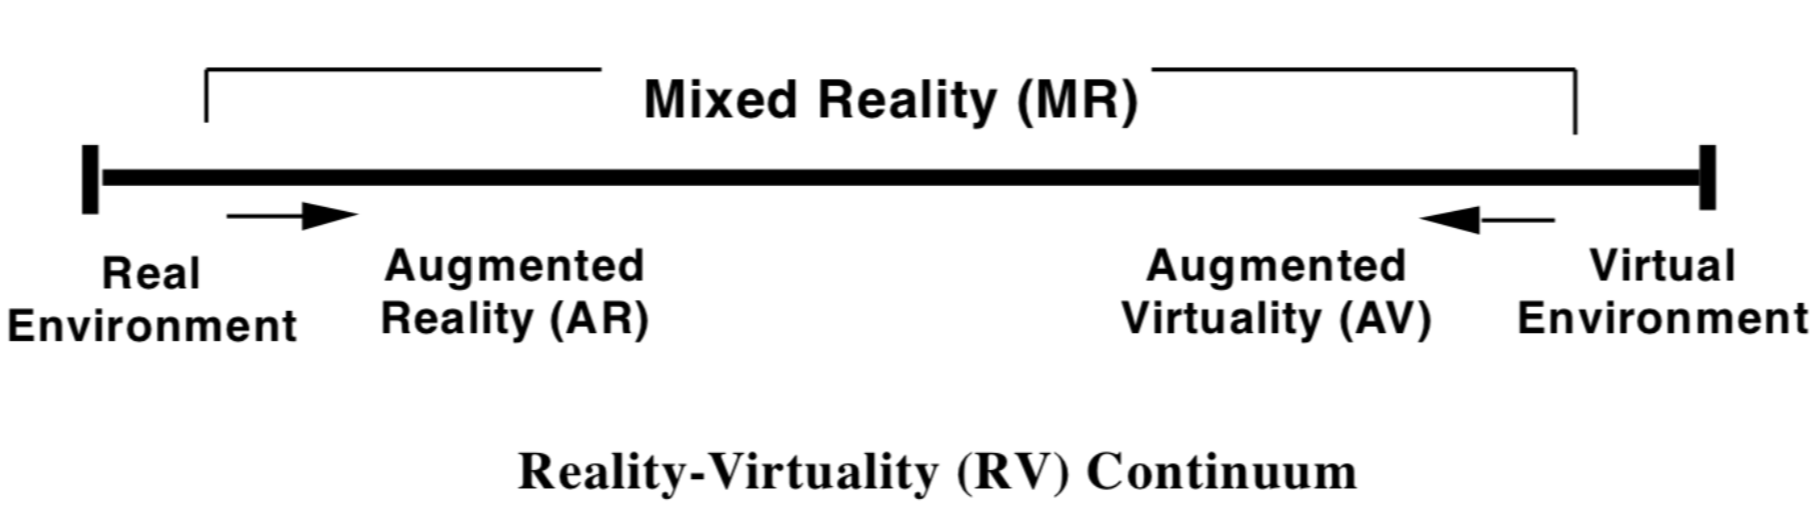 Mixed Reality (MR)
Real
Environment
Augmented
Reality (AR)
Augmented
Virtuality (AV)
Virtual
Environment
Reality-Virtuality (RV) Continuum